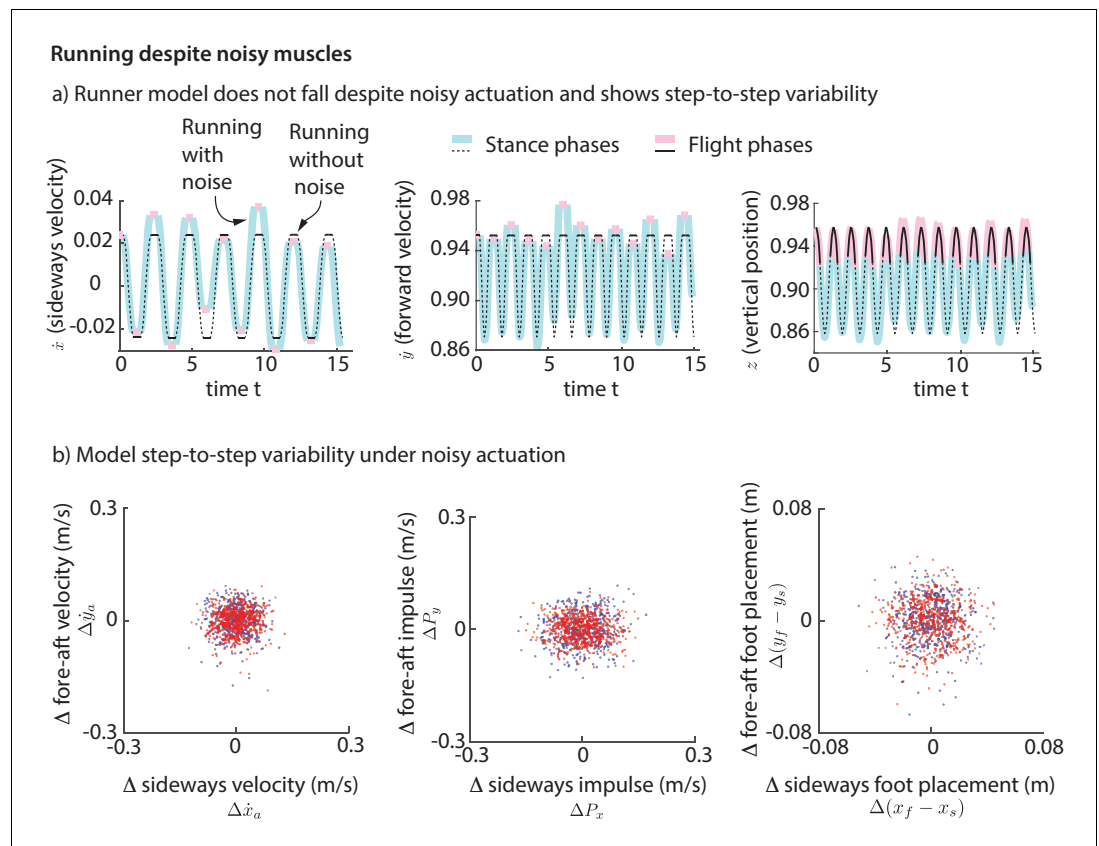 Running despite noisy muscles
a) Runner model does not fall despite noisy actuation and shows step-to-step variability
Running
with
noise
Running
without
noise
Stance phases
Flight phases
ẋ (sideways velocity)
0.04
0.02
0
-0.02
0
5
10
15
time t
ẏ (forward velocity)
0.98
0.94
0.90
0.86
0
5
10
15
time t
z (vertical position)
0.98
0.94
0.90
0.86
0
5
10
15
time t
b) Model step-to-step variability under noisy actuation
Δ fore-aft velocity (m/s)
Δẏₐ
0.3
0
-0.3
-0.3
0
0.3
Δ sideways velocity (m/s)
Δẋₐ
Δ fore-aft impulse (m/s)
ΔP_y
0.3
0
-0.3
-0.3
0
0.3
Δ sideways impulse (m/s)
ΔP_x
Δ fore-aft foot placement (m)
Δ(y_f − y_s)
0.08
0
-0.08
-0.08
0
0.08
Δ sideways foot placement (m)
Δ(x_f − x_s)